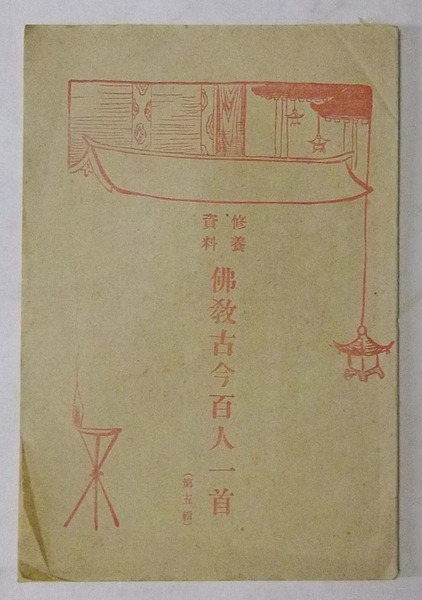 修養
資料
佛教古今百人一首
（第五輯）